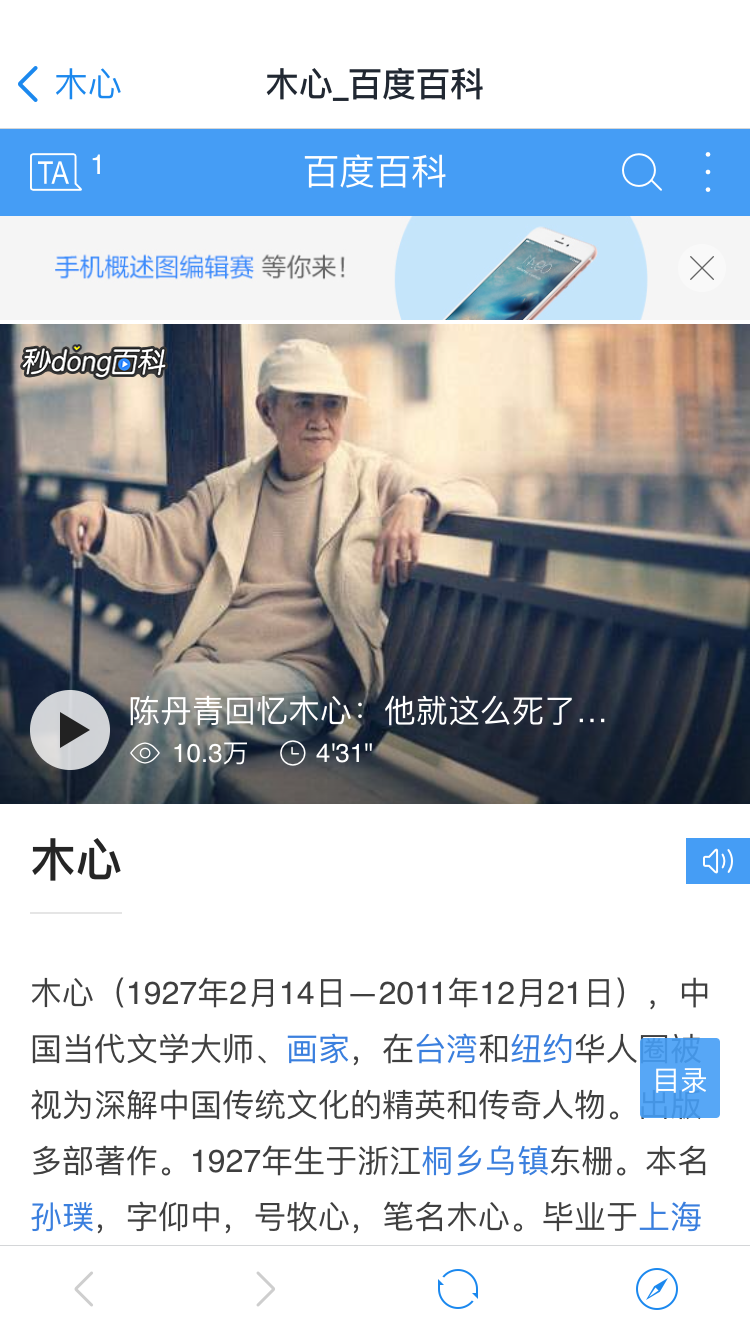 木心
木心_百度百科
TA 1
百度百科
手机概述图编辑赛 等你来！
秒dǒng百科
陈丹青回忆木心：他就这么死了…
10.3万 4'31"
木心
木心（1927年2月14日—2011年12月21日），中
国当代文学大师、画家，在台湾和纽约华人圈被
视为深解中国传统文化的精英和传奇人物。出版
目录
多部著作。1927年生于浙江桐乡乌镇东栅。本名
孙璞，字仰中，号牧心，笔名木心。毕业于上海